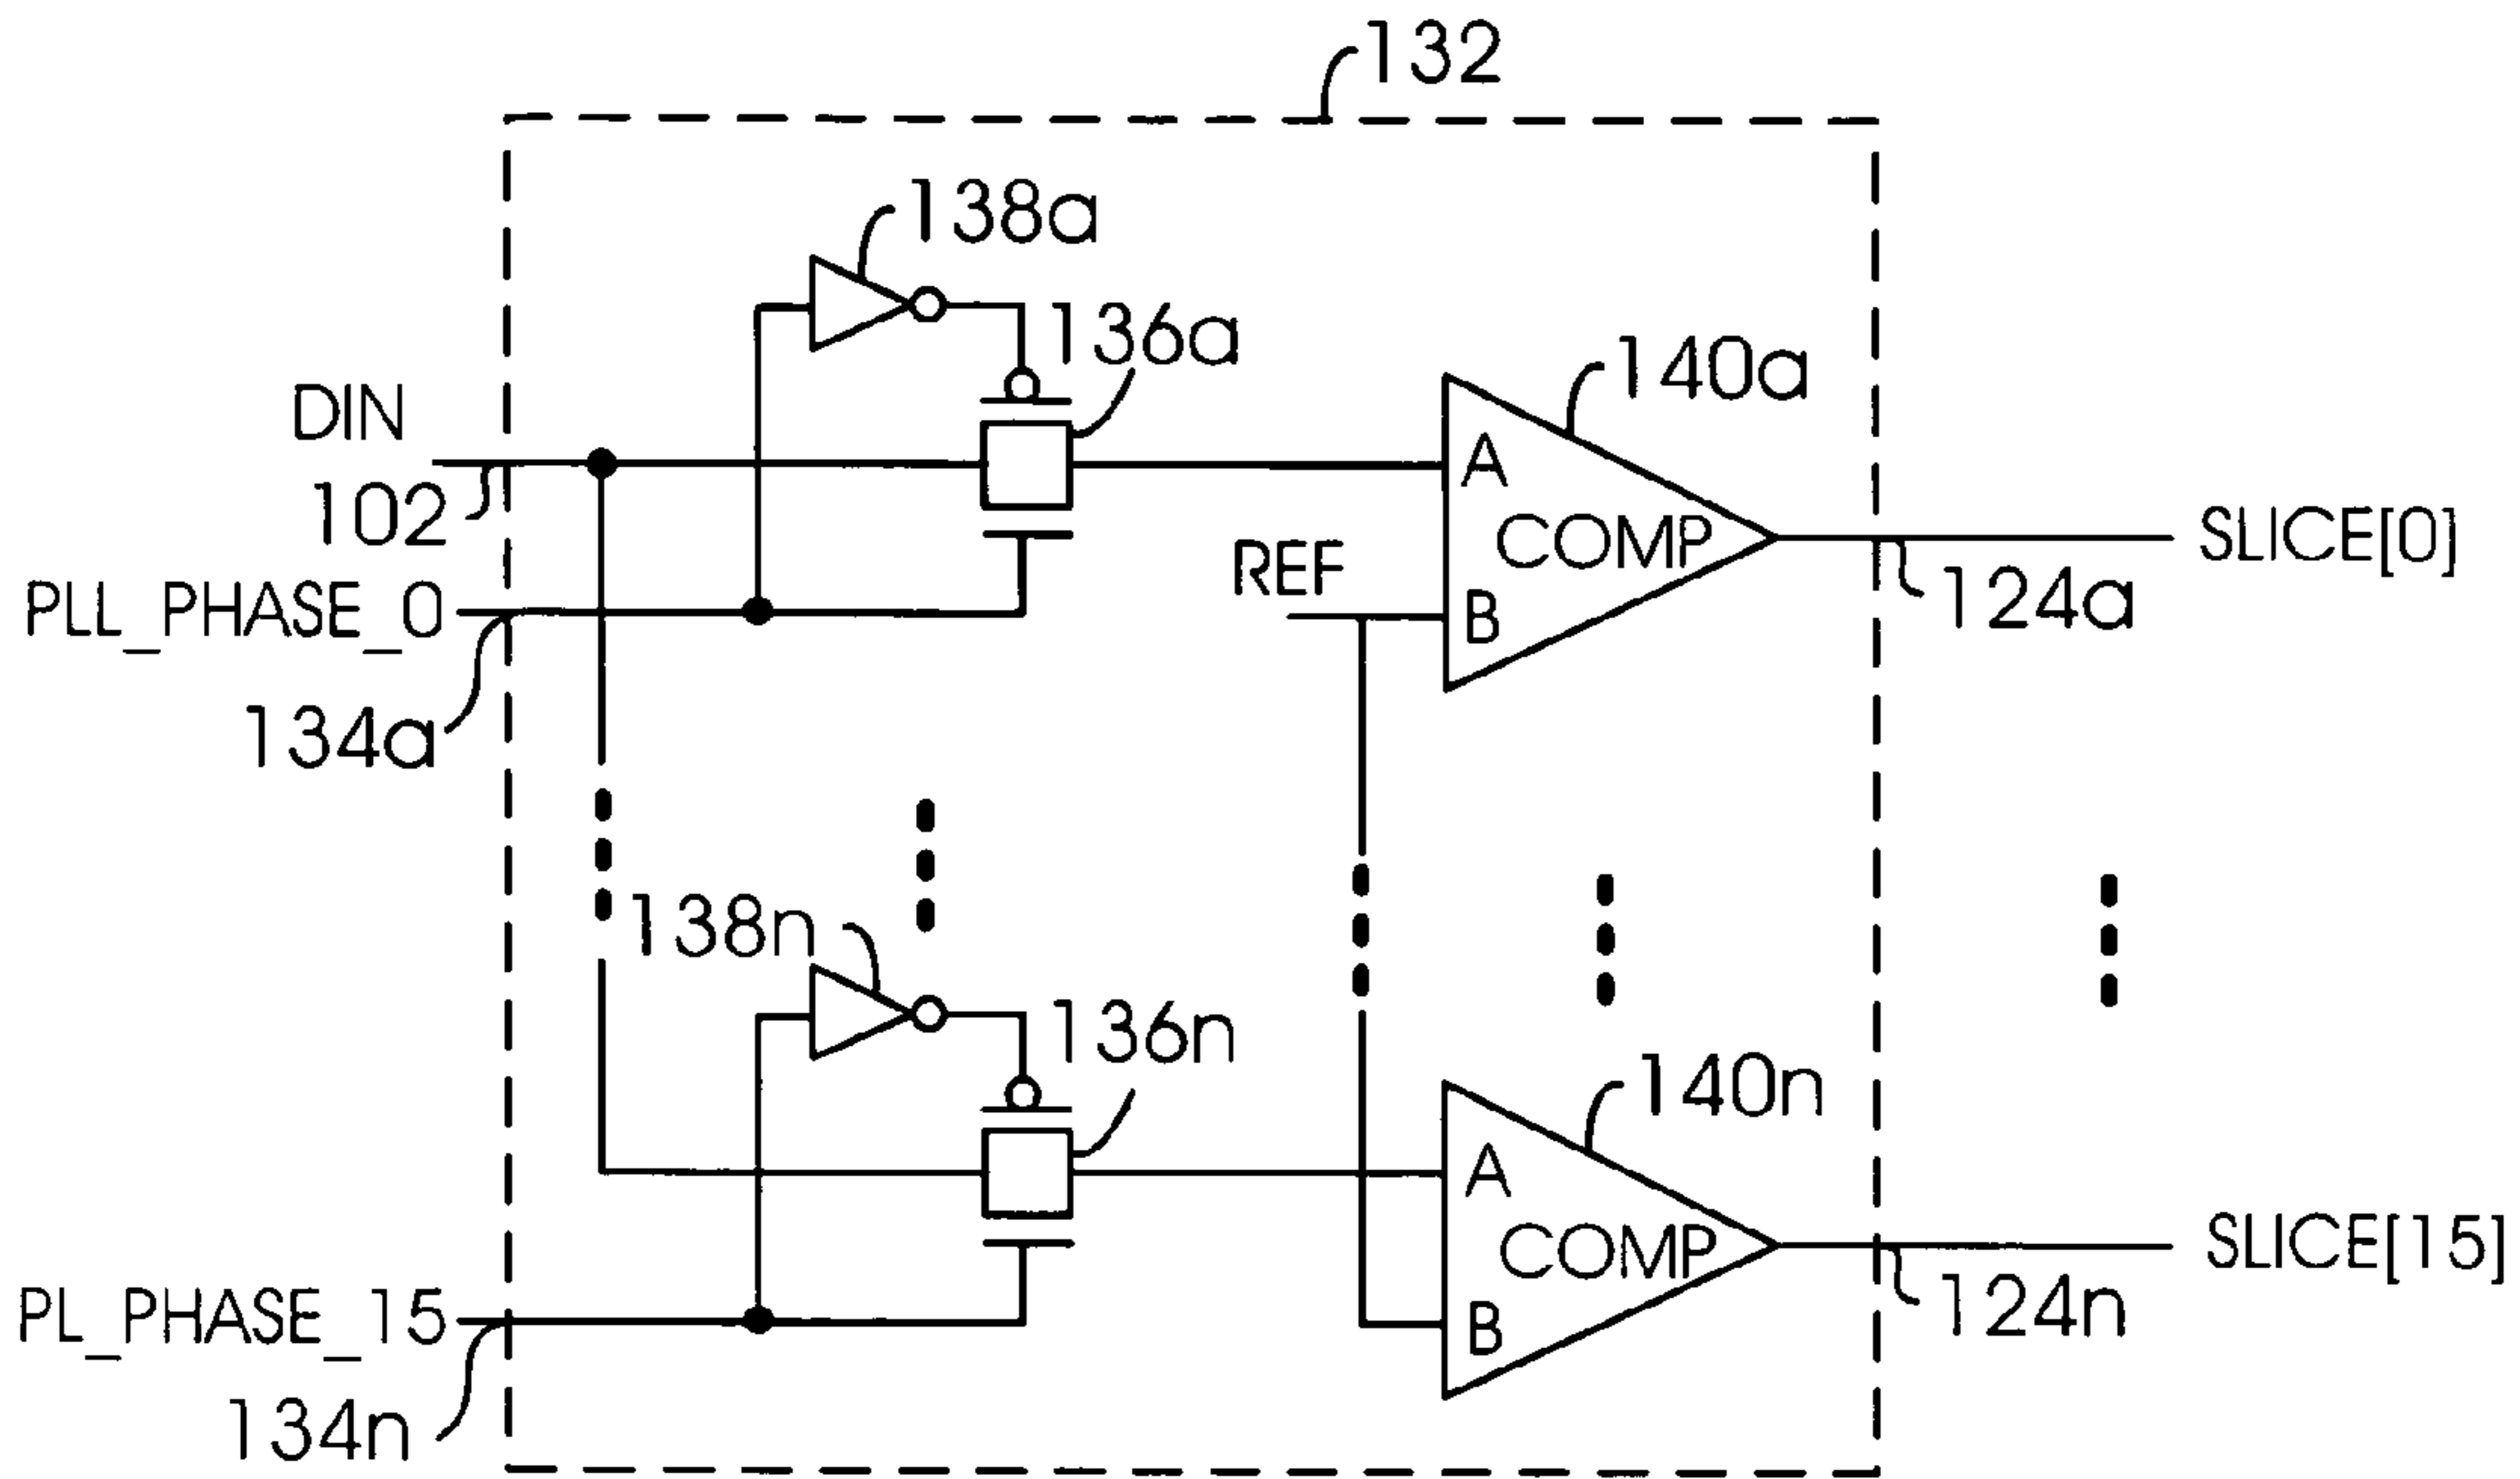 132
138a
136a
140a
DIN
102
A
COMP
B
REF
SLICE[0]
124a
PLL_PHASE_0
134a
138n
136n
140n
A
COMP
B
SLICE[15]
124n
PL_PHASE_15
134n